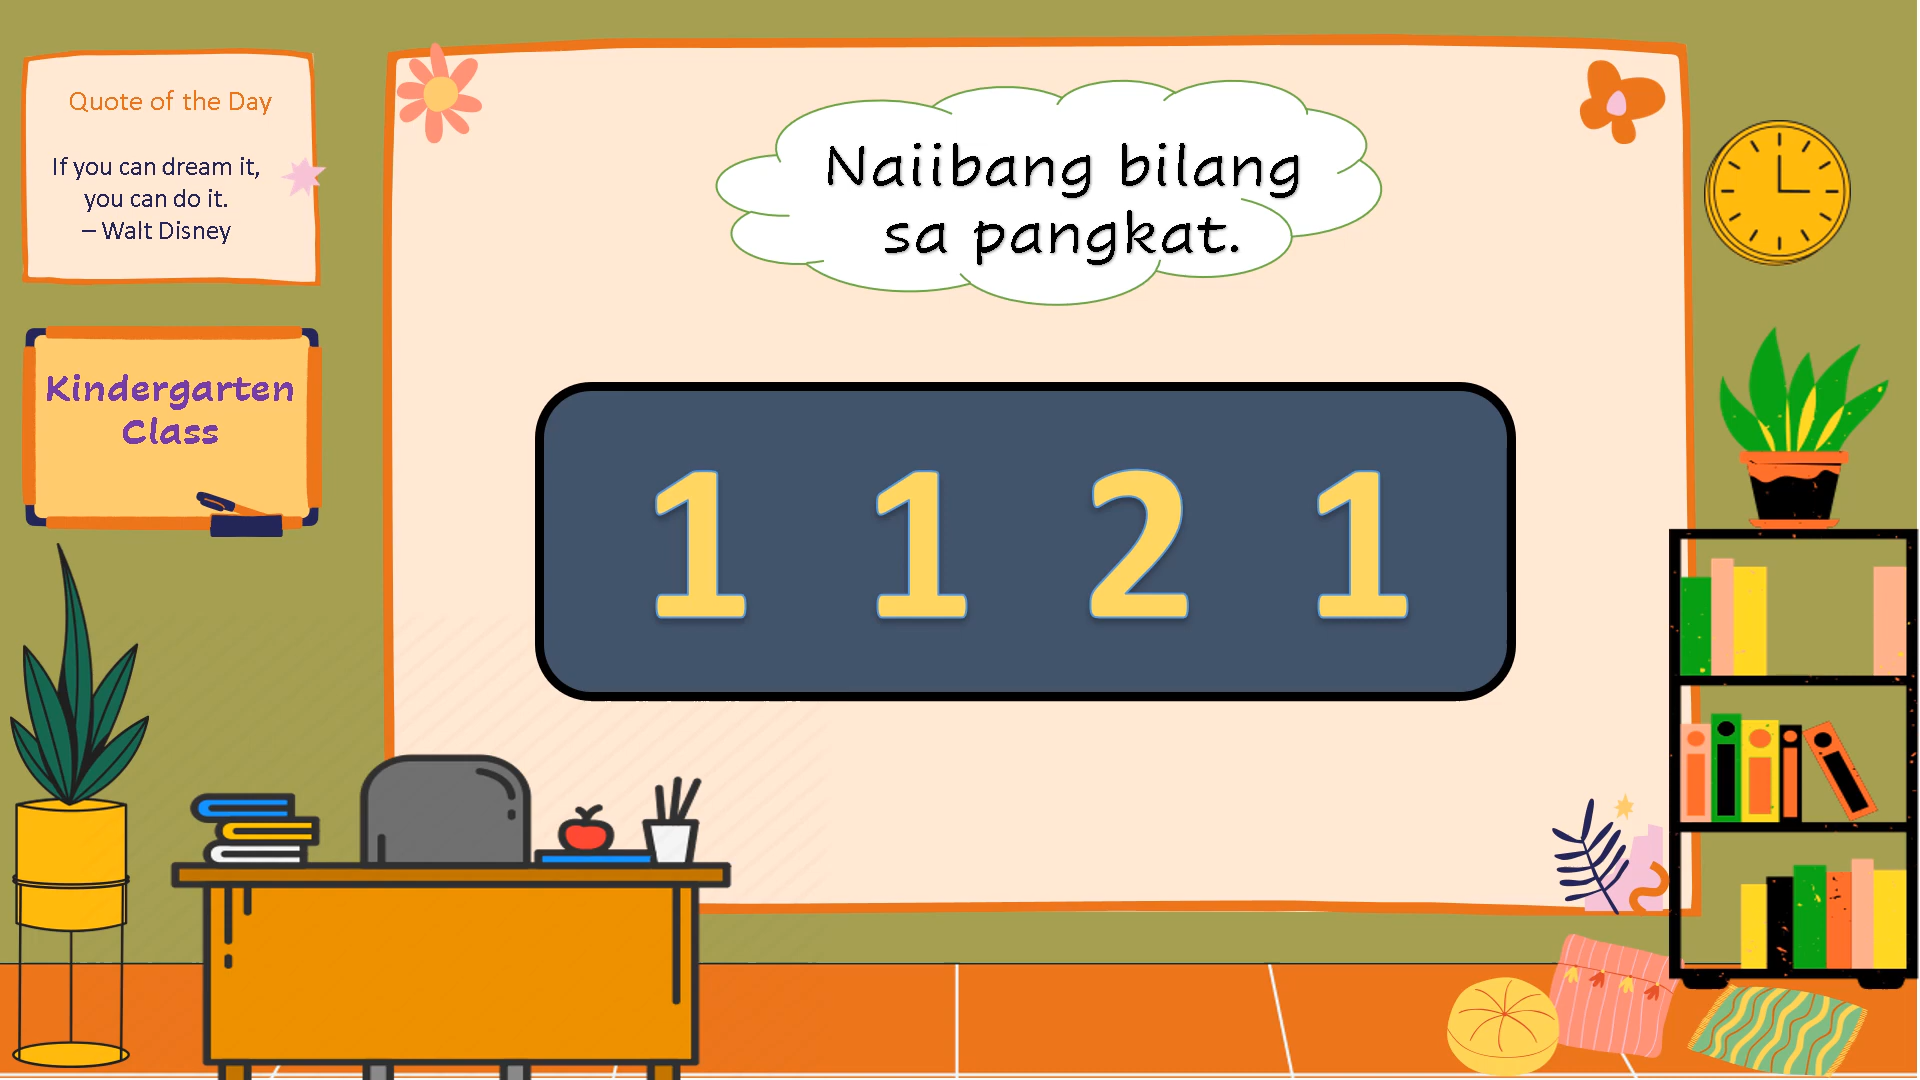 Quote of the Day
If you can dream it,
you can do it.
– Walt Disney
Kindergarten
Class
Naiibang bilang
sa pangkat.
1 1 2 1